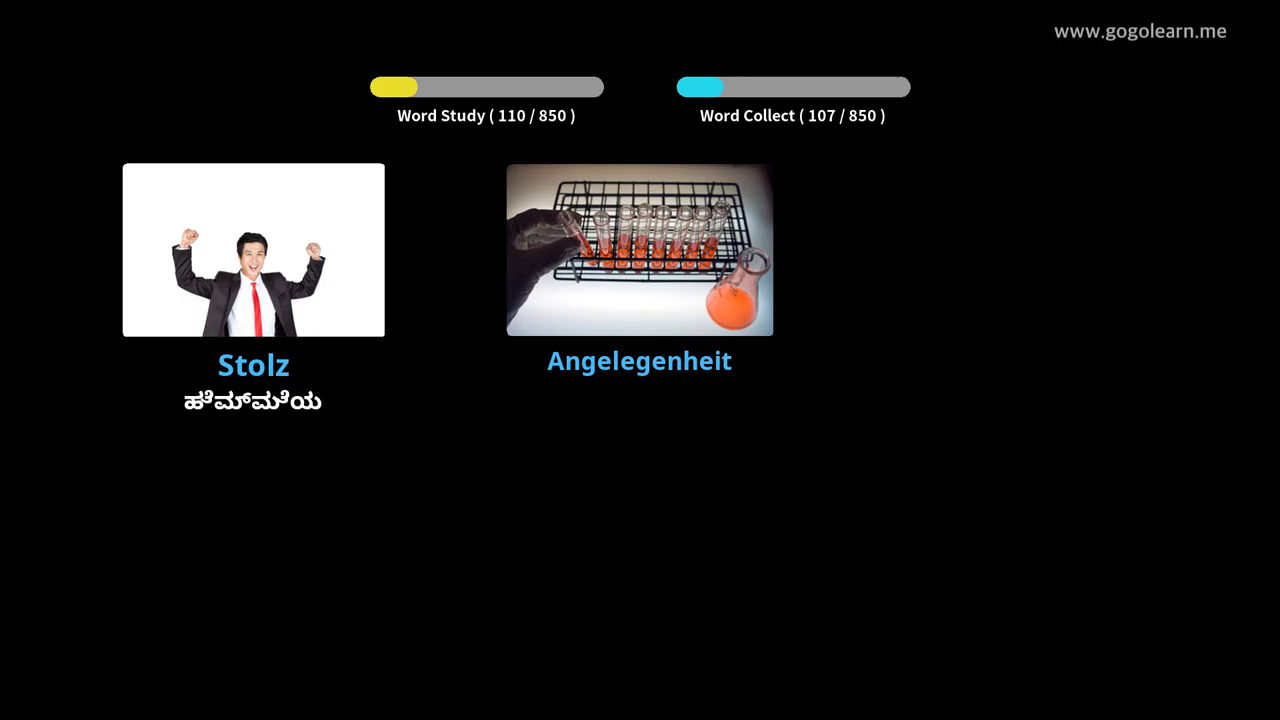 www.gogolearn.me
Word Study ( 110 / 850 )
Word Collect ( 107 / 850 )
Stolz
ಹೆಮ್ಮೆಯ
Angelegenheit